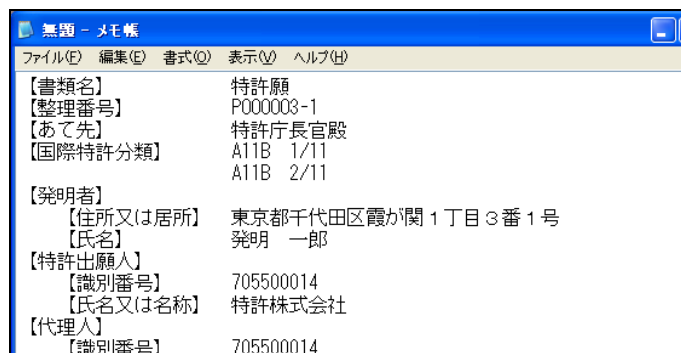 無題 - メモ帳
ファイル(F) 編集(E) 書式(O) 表示(V) ヘルプ(H)
【書類名】 特許願
【整理番号】 P000003-1
【あて先】 特許庁長官殿
【国際特許分類】 A11B 1/11
A11B 2/11
【発明者】
【住所又は居所】 東京都千代田区霞が関1丁目3番1号
【氏名】 発明 一郎
【特許出願人】
【識別番号】 705500014
【氏名又は名称】 特許株式会社
【代理人】
【識別番号】 705500014